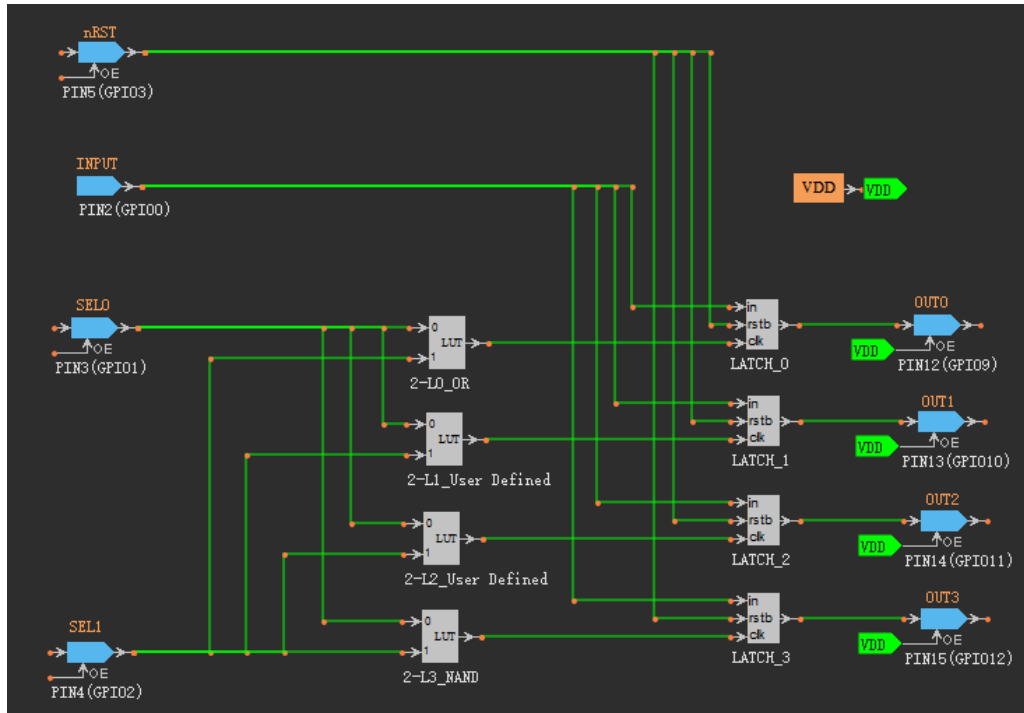 nRST
OE
PIN5(GPIO3)
INPUT
PIN2(GPIO0)
VDD
VDD
SEL0
OE
PIN3(GPIO1)
0
1
LUT
2-L0_OR
in
rstb
clk
LATCH_0
OUT0
VDD
OE
PIN12(GPIO9)
0
1
LUT
2-L1_User Defined
in
rstb
clk
LATCH_1
OUT1
VDD
OE
PIN13(GPIO10)
0
1
LUT
2-L2_User Defined
in
rstb
clk
LATCH_2
OUT2
VDD
OE
PIN14(GPIO11)
SEL1
OE
PIN4(GPIO2)
0
1
LUT
2-L3_NAND
in
rstb
clk
LATCH_3
OUT3
VDD
OE
PIN15(GPIO12)